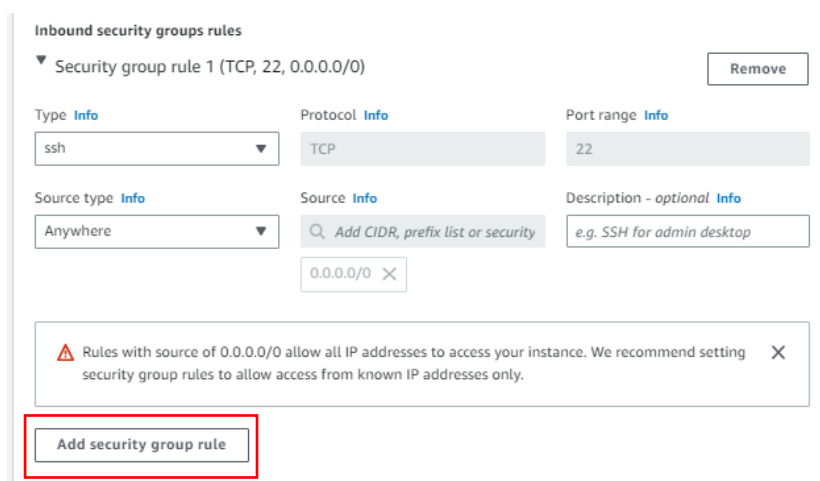 Inbound security groups rules
Security group rule 1 (TCP, 22, 0.0.0.0/0)
Remove
Type Info
Protocol Info
Port range Info
ssh
TCP
22
Source type Info
Source Info
Description - optional Info
Anywhere
Add CIDR, prefix list or security
e.g. SSH for admin desktop
0.0.0.0/0
Rules with source of 0.0.0.0/0 allow all IP addresses to access your instance. We recommend setting
security group rules to allow access from known IP addresses only.
Add security group rule